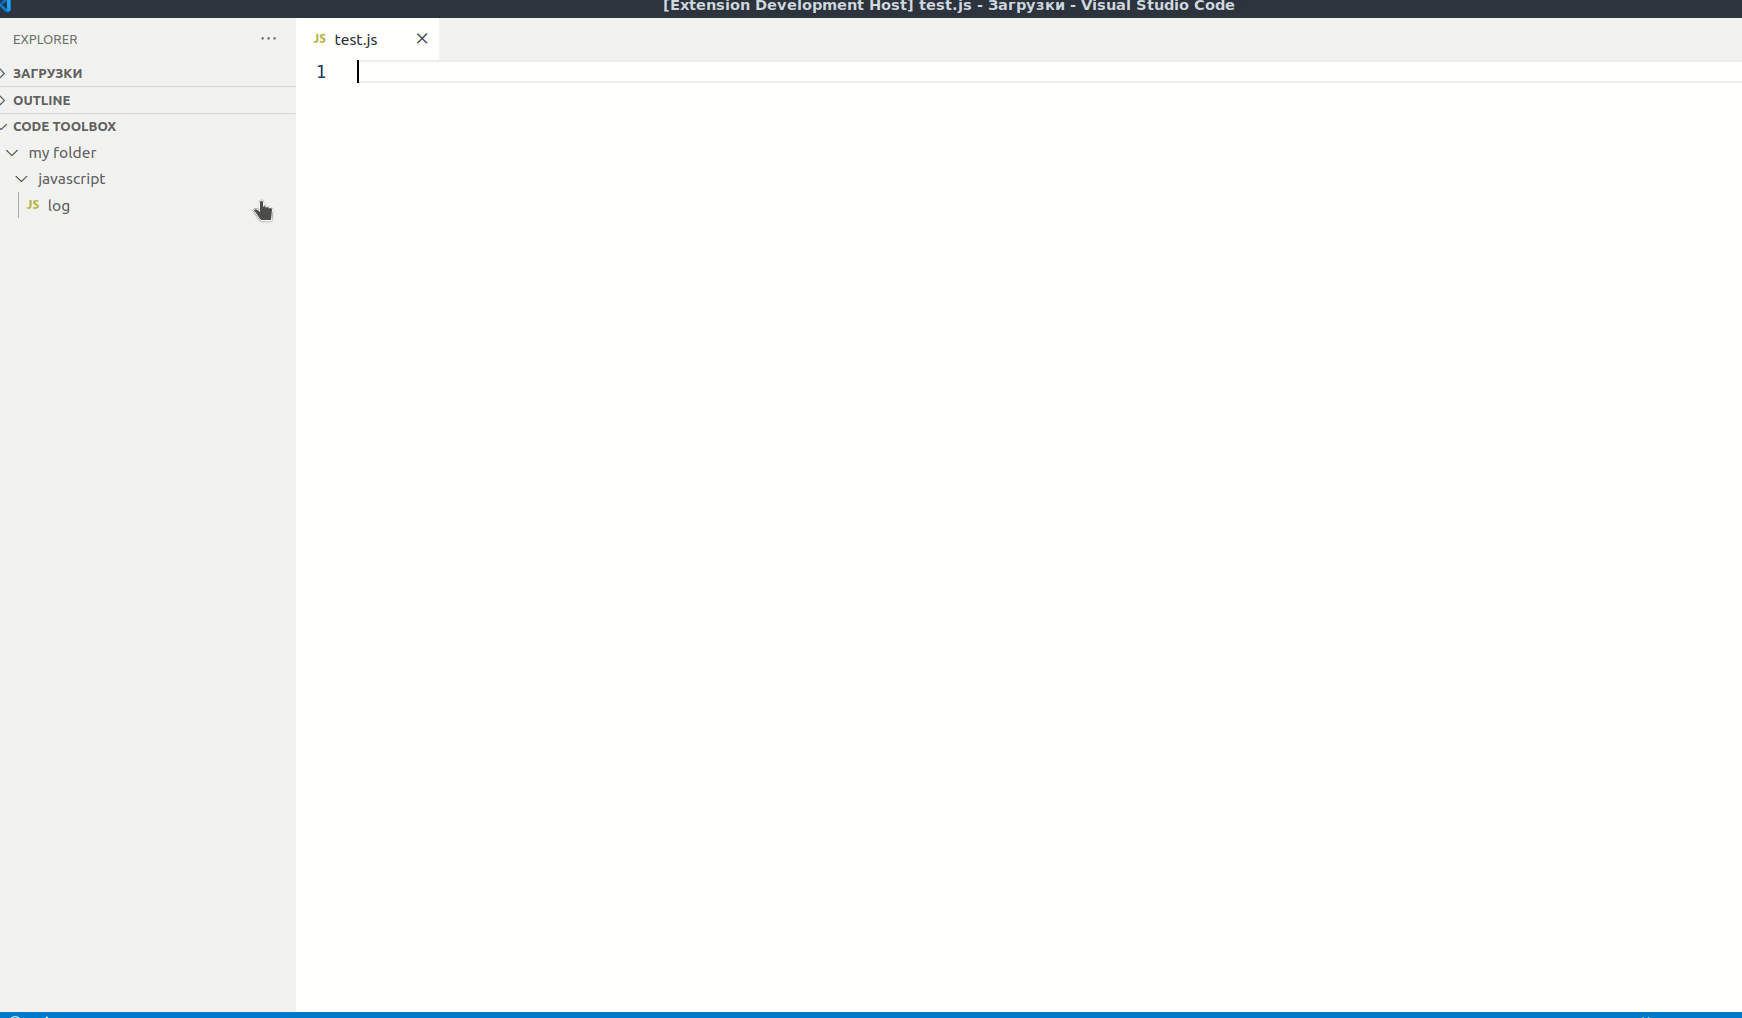 [Extension Development Host] test.js - Загрузки - Visual Studio Code
EXPLORER
ЗАГРУЗКИ
OUTLINE
CODE TOOLBOX
my folder
javascript
JS log
JS test.js
1